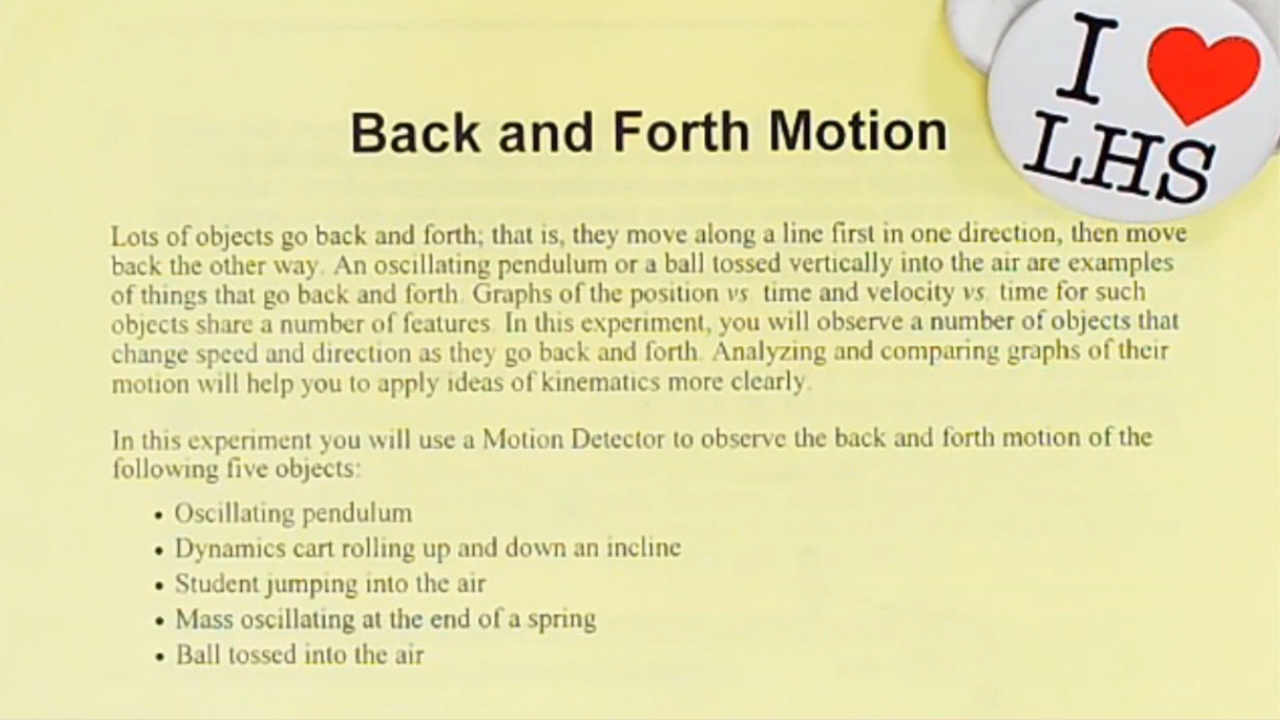 I ❤
LHS
Back and Forth Motion
Lots of objects go back and forth; that is, they move along a line first in one direction, then move
back the other way. An oscillating pendulum or a ball tossed vertically into the air are examples
of things that go back and forth. Graphs of the position vs. time and velocity vs. time for such
objects share a number of features. In this experiment, you will observe a number of objects that
change speed and direction as they go back and forth. Analyzing and comparing graphs of their
motion will help you to apply ideas of kinematics more clearly.
In this experiment you will use a Motion Detector to observe the back and forth motion of the
following five objects:
• Oscillating pendulum
• Dynamics cart rolling up and down an incline
• Student jumping into the air
• Mass oscillating at the end of a spring
• Ball tossed into the air